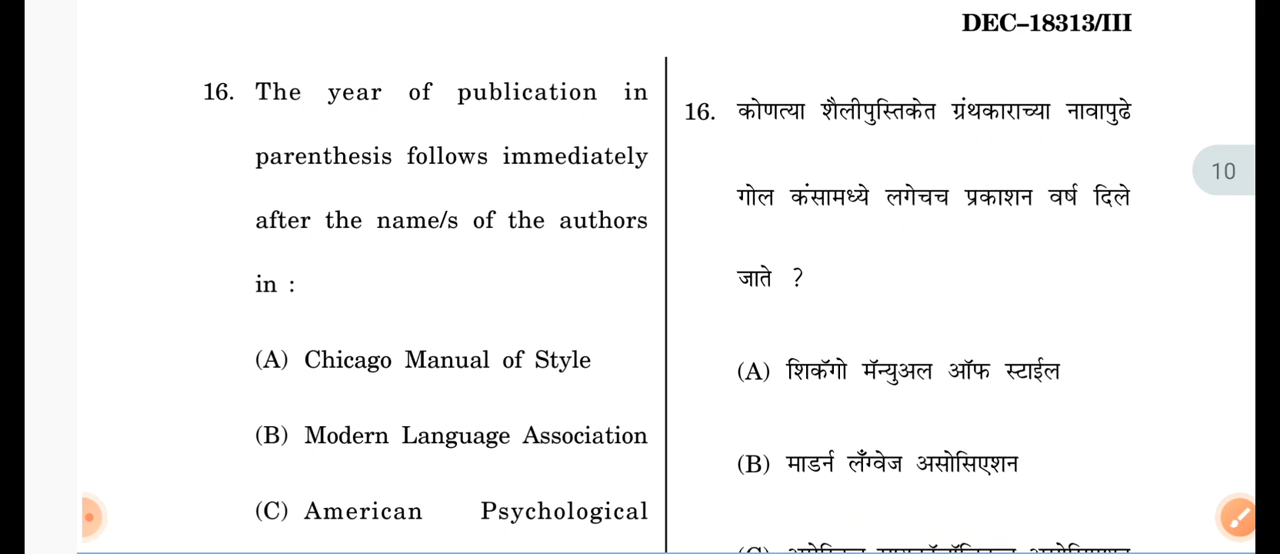 DEC–18313/III
16. The year of publication in
parenthesis follows immediately
after the name/s of the authors
in :
(A) Chicago Manual of Style
(B) Modern Language Association
(C) American Psychological
16. कोणत्या शैलीपुस्तिकेत ग्रंथकाराच्या नावापुढे
गोल कंसामध्ये लगेचच प्रकाशन वर्ष दिले
जाते ?
(A) शिकॅगो मॅन्युअल ऑफ स्टाईल
(B) माडर्न लँग्वेज असोसिएशन
10